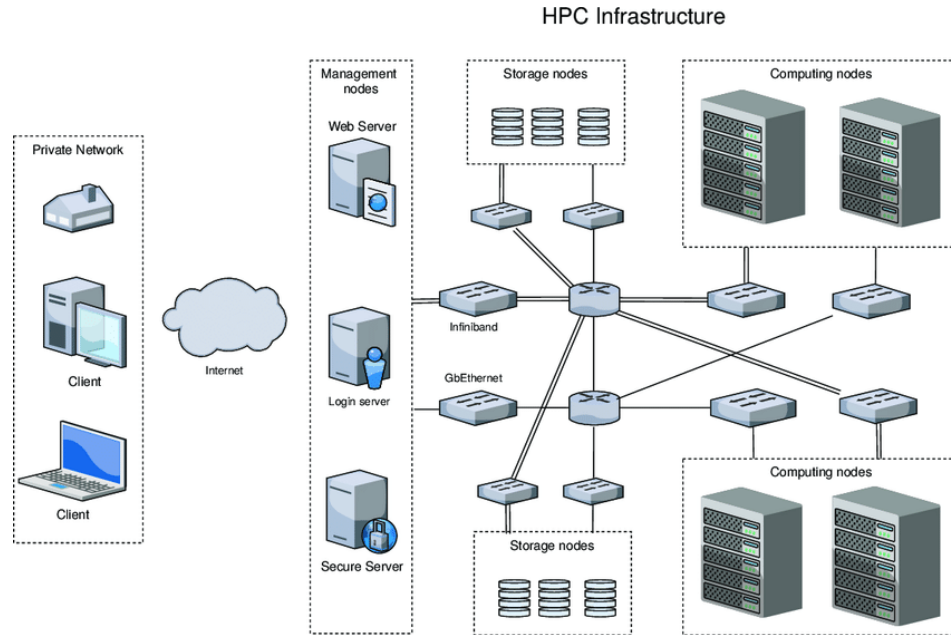 HPC Infrastructure
Private Network
Client
Client
Internet
Management
nodes
Web Server
Login server
Secure Server
Storage nodes
Computing nodes
Infiniband
GbEthernet
Storage nodes
Computing nodes